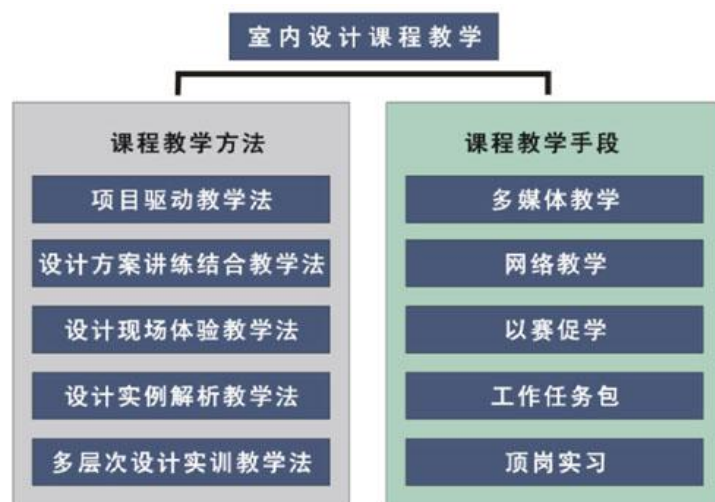 室内设计课程教学
课程教学方法
项目驱动教学法
设计方案讲练结合教学法
设计现场体验教学法
设计实例解析教学法
多层次设计实训教学法
课程教学手段
多媒体教学
网络教学
以赛促学
工作任务包
顶岗实习